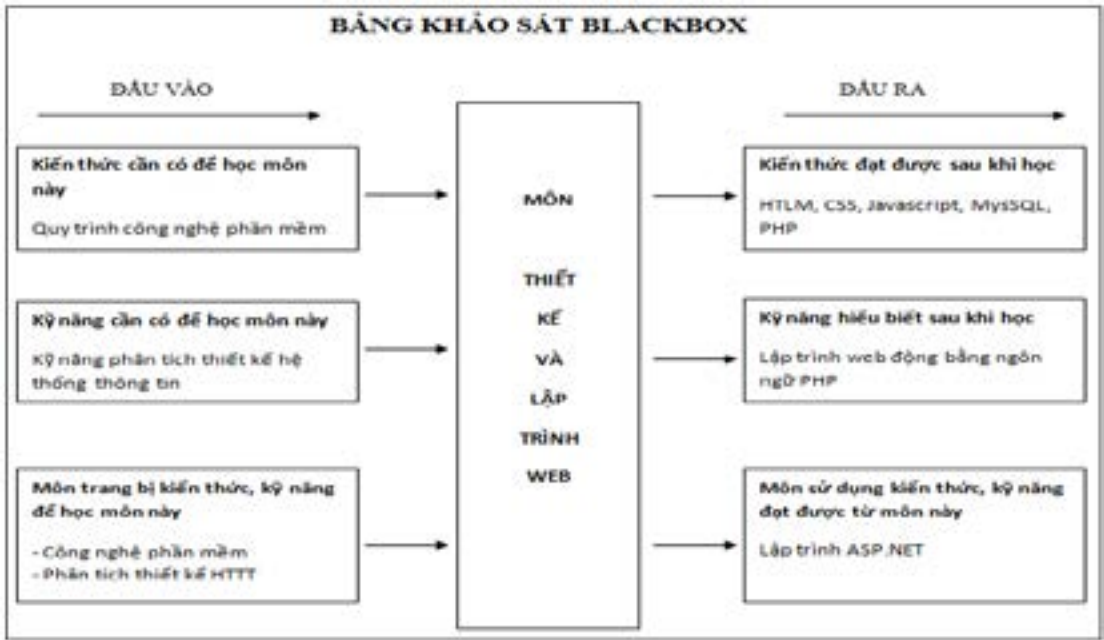 BẢNG KHẢO SÁT BLACKBOX
ĐẦU VÀO
Kiến thức cần có để học môn
này
Quy trình công nghệ phần mềm
Kỹ năng cần có để học môn này
Kỹ năng phân tích thiết kế hệ
thống thông tin
Môn trang bị kiến thức, kỹ năng
để học môn này
- Công nghệ phần mềm
- Phân tích thiết kế HTTT
MÔN
THIẾT
KẾ
VÀ
LẬP
TRÌNH
WEB
ĐẦU RA
Kiến thức đạt được sau khi học
HTLM, CSS, Javascript, MysSQL,
PHP
Kỹ năng hiểu biết sau khi học
Lập trình web động bằng ngôn
ngữ PHP
Môn sử dụng kiến thức, kỹ năng
đạt được từ môn này
Lập trình ASP.NET